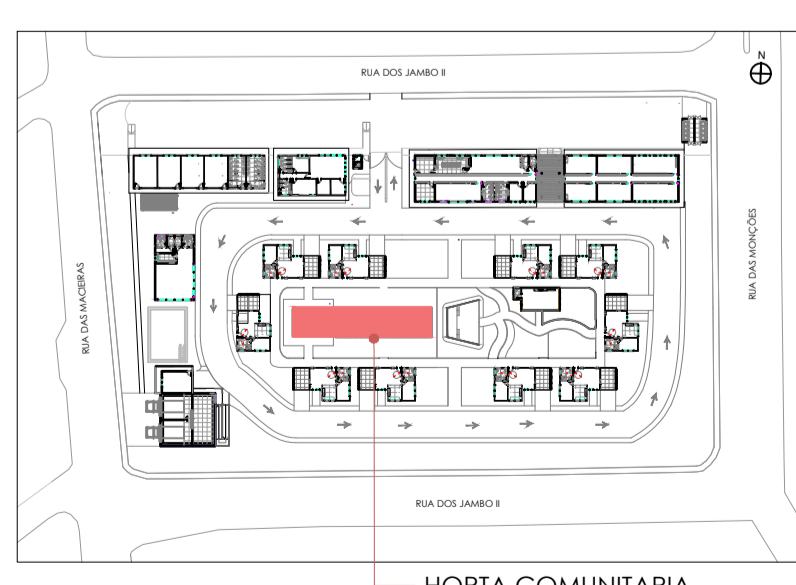 RUA DOS JAMBO II
N
RUA DAS MACIEIRAS
RUA DAS MONÇÕES
RUA DOS JAMBO II
HORTA COMUNITARIA